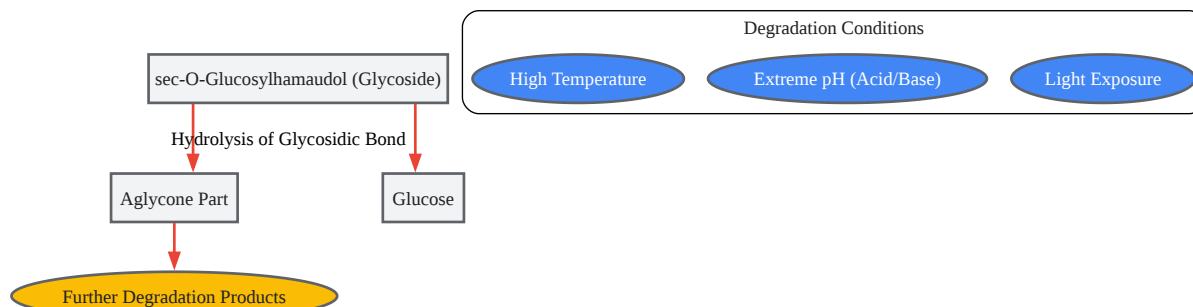 Degradation Conditions
sec-O-Glucosylhamaudol (Glycoside)
High Temperature
Extreme pH (Acid/Base)
Light Exposure
Hydrolysis of Glycosidic Bond
Aglycone Part
Glucose
Further Degradation Products